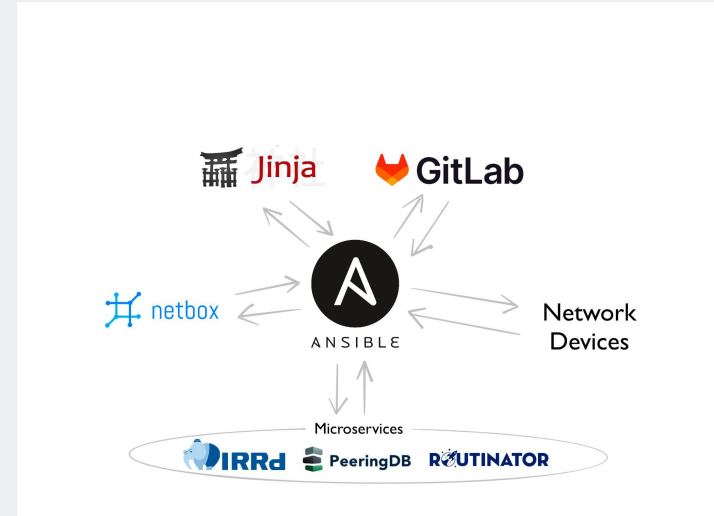 Jinja
GitLab
netbox
ANSIBLE
Network
Devices
Microservices
IRRd
PeeringDB
ROUTINATOR